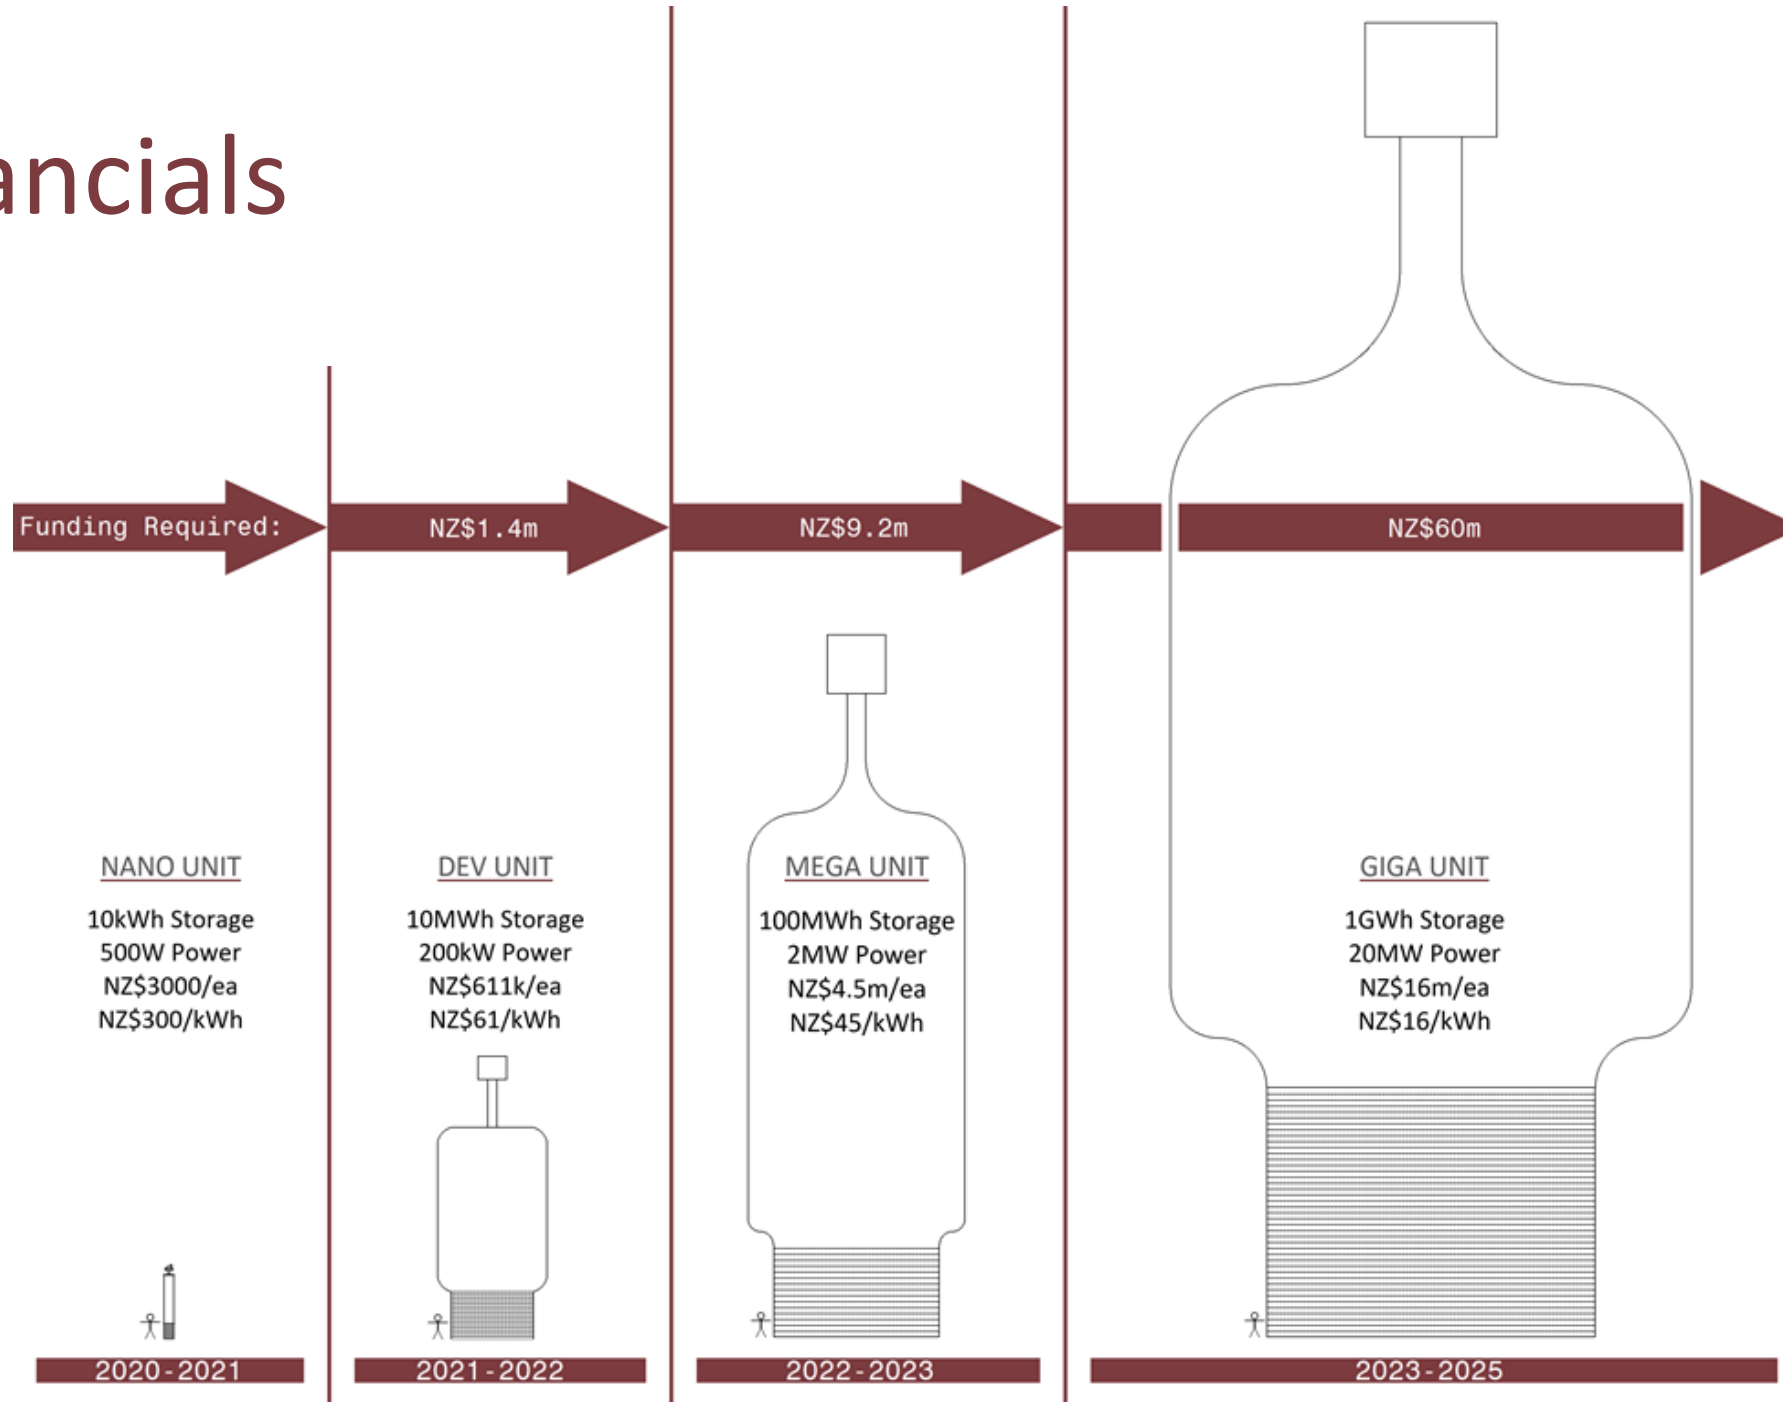 ancials
Funding Required:
NZ$1.4m
NZ$9.2m
NZ$60m
NANO UNIT
10kWh Storage
500W Power
NZ$3000/ea
NZ$300/kWh
DEV UNIT
10MWh Storage
200kW Power
NZ$611k/ea
NZ$61/kWh
MEGA UNIT
100MWh Storage
2MW Power
NZ$4.5m/ea
NZ$45/kWh
GIGA UNIT
1GWh Storage
20MW Power
NZ$16m/ea
NZ$16/kWh
2020-2021
2021-2022
2022-2023
2023-2025